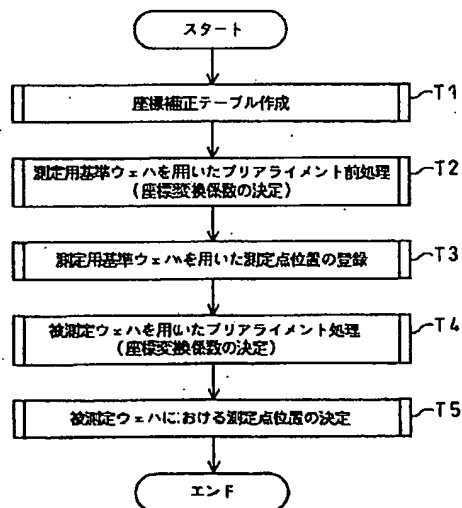 スタート
座標補正テーブル作成
T1
測定用基準ウェハを用いたプリアライメント前処理
(座標変換係数の決定)
T2
測定用基準ウェハを用いた測定点位置の登録
T3
被測定ウェハを用いたプリアライメント処理
(座標変換係数の決定)
T4
被測定ウェハにおける測定点位置の決定
T5
エンド